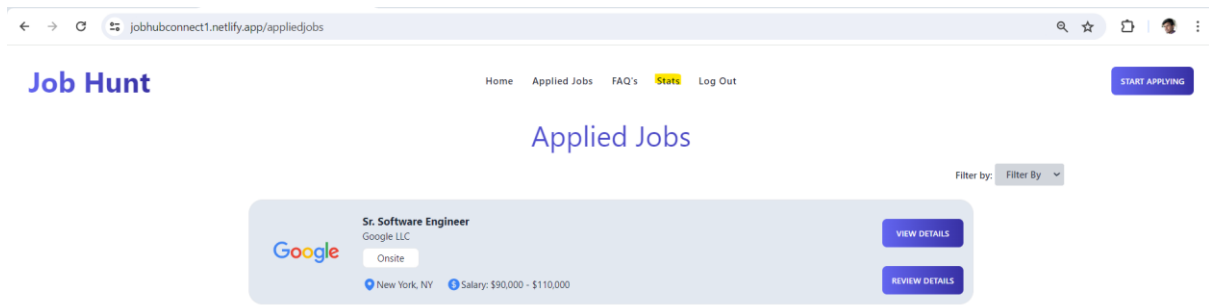 jobhubconnect1.netlify.app/appliedjobs
Job Hunt
Home Applied Jobs FAQ's Stats Log Out
START APPLYING
Applied Jobs
Filter by: Filter By
Google
Sr. Software Engineer
Google LLC
Onsite
New York, NY Salary: $90,000 - $110,000
VIEW DETAILS
REVIEW DETAILS